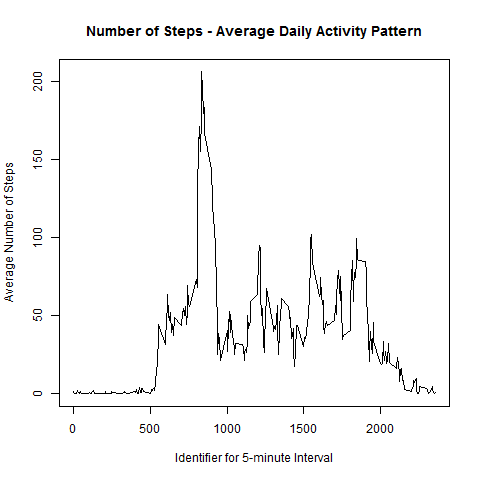 Number of Steps - Average Daily Activity Pattern
Average Number of Steps
200
150
100
50
0
0 500 1000 1500 2000
Identifier for 5-minute Interval